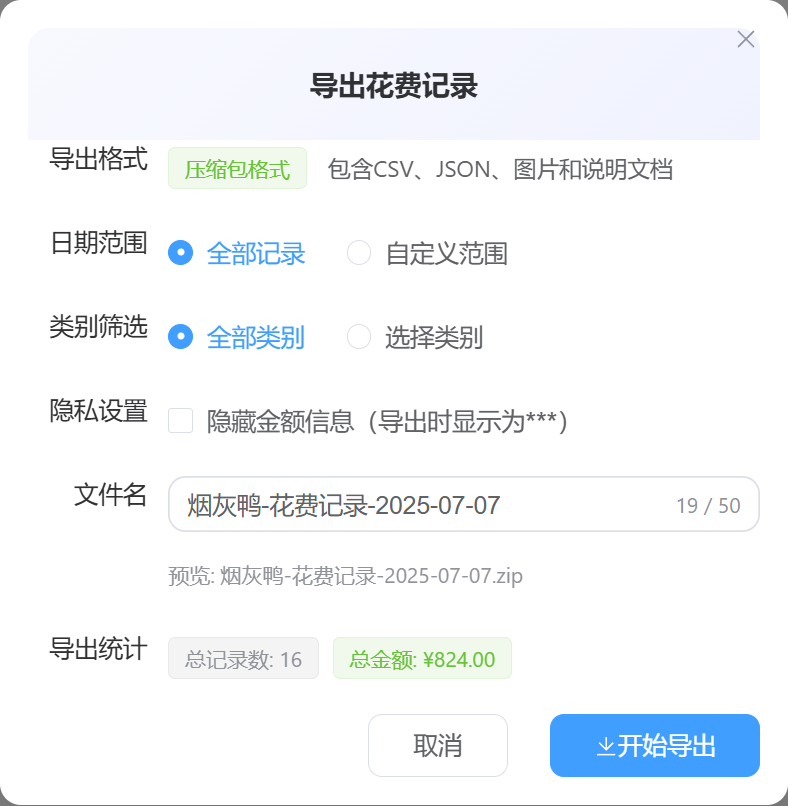 导出花费记录
导出格式 压缩包格式 包含CSV、JSON、图片和说明文档
日期范围 全部记录 自定义范围
类别筛选 全部类别 选择类别
隐私设置 隐藏金额信息（导出时显示为***）
文件名 烟灰鸭-花费记录-2025-07-07 19 / 50
预览: 烟灰鸭-花费记录-2025-07-07.zip
导出统计 总记录数: 16 总金额: ¥824.00
取消 开始导出